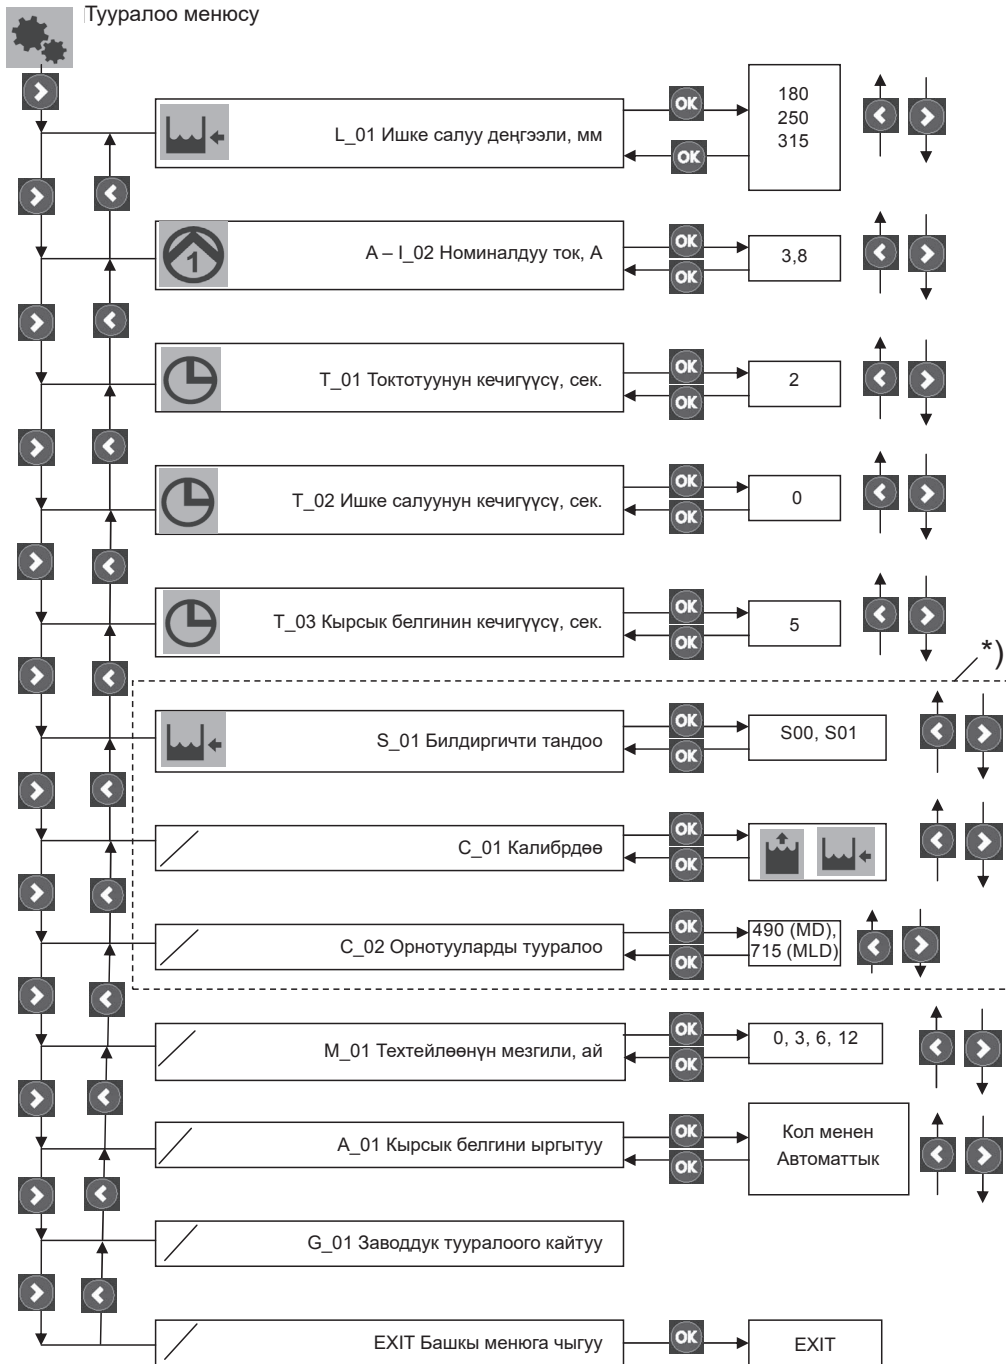 Тууралоо менюсу
L_01 Ишке салуу деңгээли, мм
OK
OK
180
250
315
1
A – I_02 Номиналдуу ток, А
OK
OK
3,8
T_01 Токтотуунун кечигүүсү, сек.
OK
OK
2
T_02 Ишке салуунун кечигүүсү, сек.
OK
OK
0
T_03 Кырсык белгинин кечигүүсү, сек.
OK
OK
5
*)
S_01 Билдиргичти тандоо
OK
OK
S00, S01
C_01 Калибрдөө
OK
OK
C_02 Орнотууларды тууралоо
OK
OK
490 (MD),
715 (MLD)
M_01 Техтейлөөнүн мезгили, ай
OK
OK
0, 3, 6, 12
A_01 Кырсык белгини ыргытуу
OK
OK
Кол менен
Автоматтык
G_01 Заводдук тууралоого кайтуу
EXIT Башкы менюга чыгуу
OK
EXIT